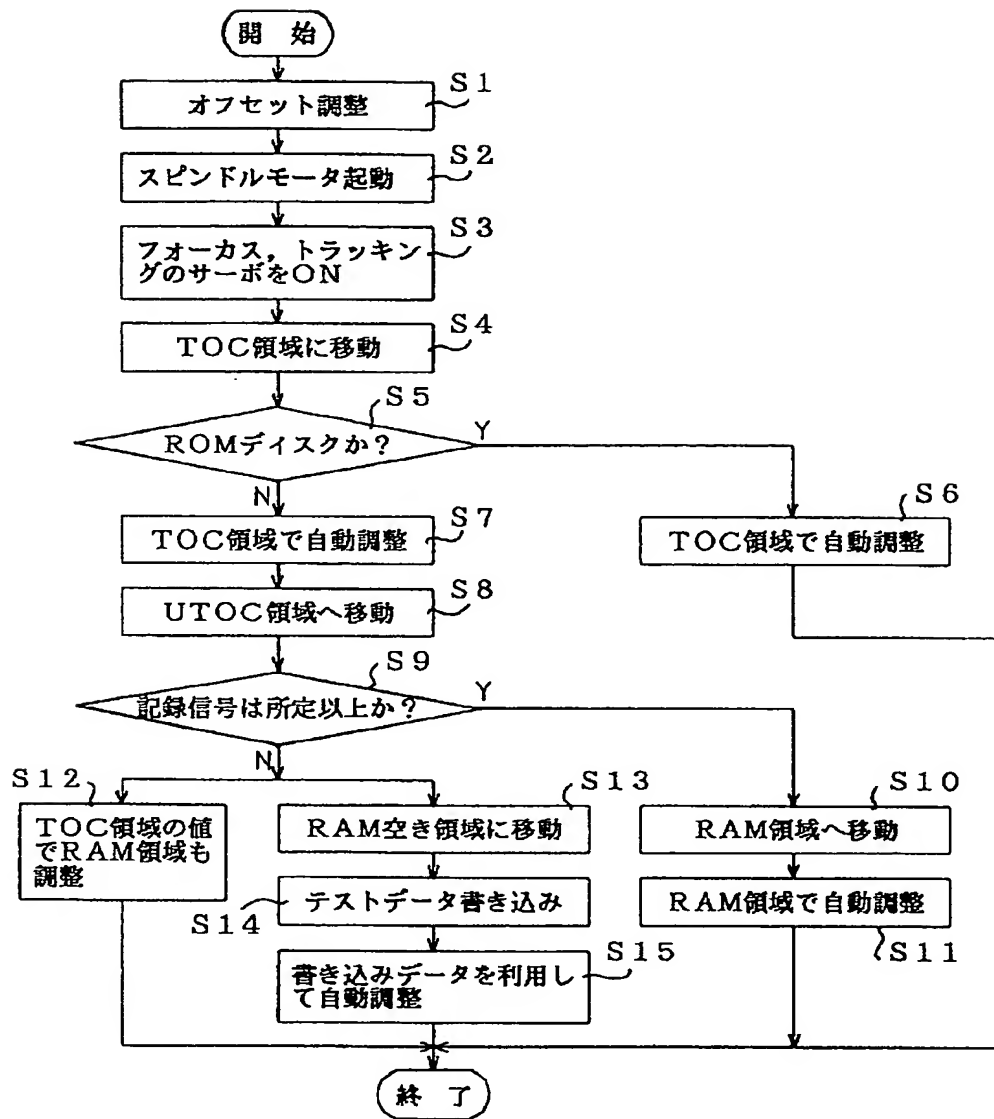 開 始
S1
オフセット調整
S2
スピンドルモータ起動
S3
フォーカス，トラッキン
グのサーボをON
S4
TOC領域に移動
S5
ROMディスクか？
Y
N
S6
TOC領域で自動調整
S7
TOC領域で自動調整
S8
UTOC領域へ移動
S9
記録信号は所定以上か？
Y
N
S12
TOC領域の値
でRAM領域も
調整
S13
RAM空き領域に移動
S10
RAM領域へ移動
S14
テストデータ書き込み
RAM領域で自動調整
S11
S15
書き込みデータを利用し
て自動調整
終 了